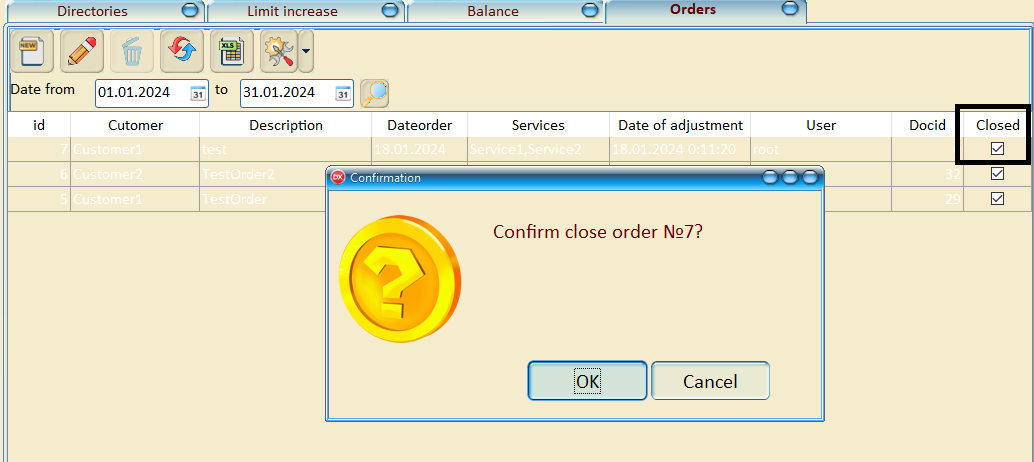 Directories Limit increase Balance Orders
NEW XLS
Date from 01.01.2024 31 to 31.01.2024 31
id Cutomer Description Dateorder Services Date of adjustment User Docid Closed
7 Customer1 test 18.01.2024 Service1,Service2 18.01.2024 0:11:20 root
6 Customer2 TestOrder2 32
5 Customer1 TestOrder 29
DX Confirmation
Confirm close order №7?
OK Cancel